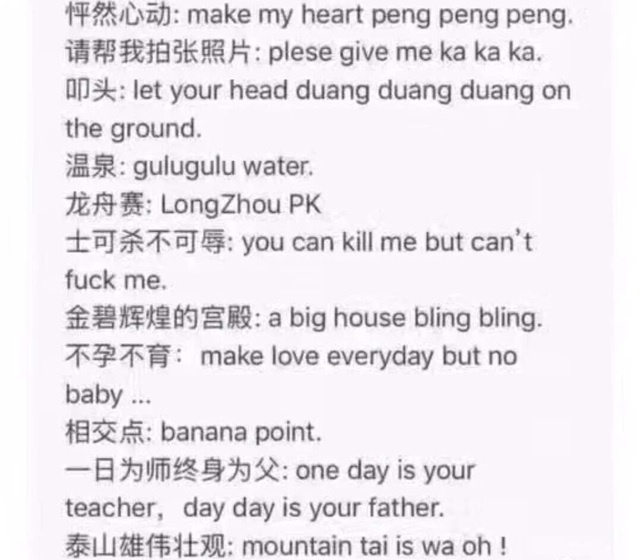 怦然心动: make my heart peng peng peng.
请帮我拍张照片: plese give me ka ka ka.
叩头: let your head duang duang duang on
the ground.
温泉: gulugulu water.
龙舟赛: LongZhou PK
士可杀不可辱: you can kill me but can't
fuck me.
金碧辉煌的宫殿: a big house bling bling.
不孕不育： make love everyday but no
baby ...
相交点: banana point.
一日为师终身为父: one day is your
teacher， day day is your father.
泰山雄伟壮观: mountain tai is wa oh !